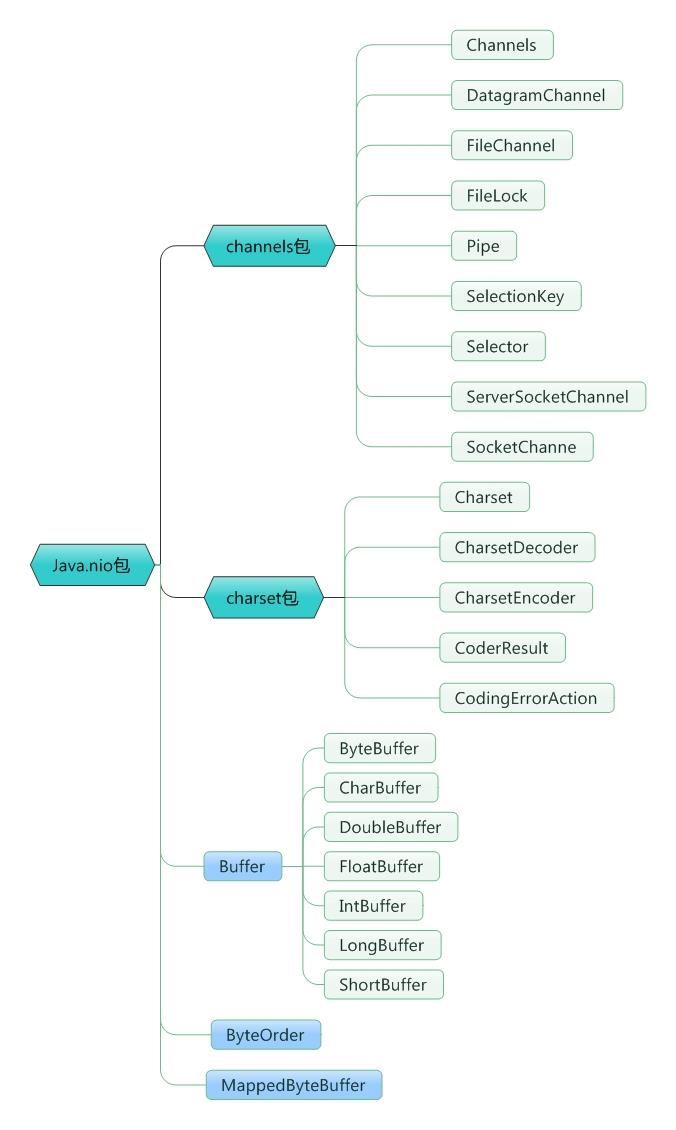 Java.nio包
channels包
Channels
DatagramChannel
FileChannel
FileLock
Pipe
SelectionKey
Selector
ServerSocketChannel
SocketChanne
charset包
Charset
CharsetDecoder
CharsetEncoder
CoderResult
CodingErrorAction
Buffer
ByteBuffer
CharBuffer
DoubleBuffer
FloatBuffer
IntBuffer
LongBuffer
ShortBuffer
ByteOrder
MappedByteBuffer